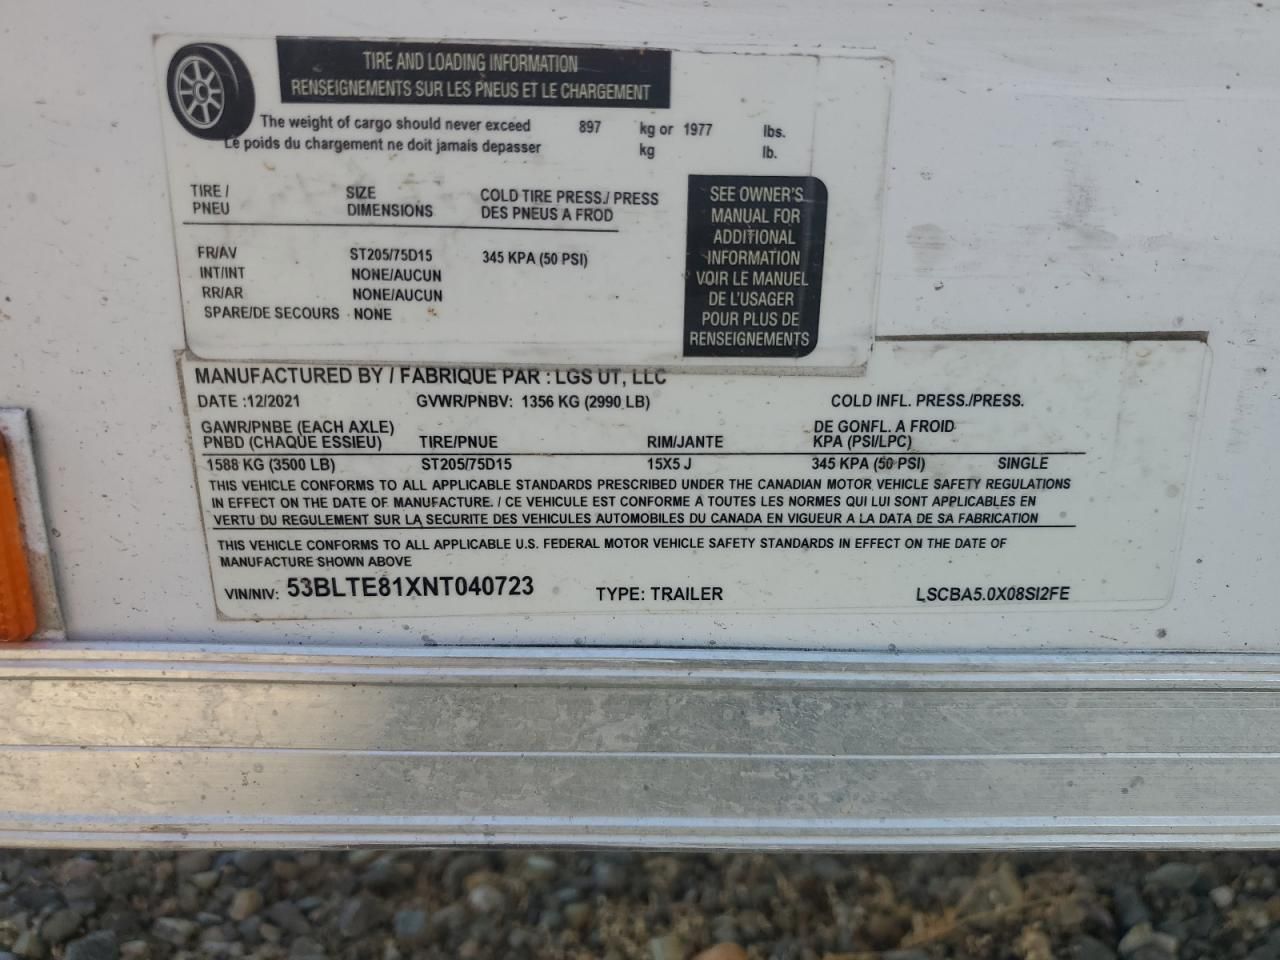 TIRE AND LOADING INFORMATION
RENSEIGNEMENTS SUR LES PNEUS ET LE CHARGEMENT
The weight of cargo should never exceed 897 kg or 1977 lbs.
Le poids du chargement ne doit jamais depasser kg lb.
TIRE / SIZE COLD TIRE PRESS./ PRESS
PNEU DIMENSIONS DES PNEUS A FROD
FR/AV ST205/75D15 345 KPA (50 PSI)
INT/INT NONE/AUCUN
RR/AR NONE/AUCUN
SPARE/DE SECOURS NONE
SEE OWNER'S
MANUAL FOR
ADDITIONAL
INFORMATION
VOIR LE MANUEL
DE L'USAGER
POUR PLUS DE
RENSEIGNEMENTS
MANUFACTURED BY / FABRIQUE PAR : LGS UT, LLC
DATE :12/2021 GVWR/PNBV: 1356 KG (2990 LB) COLD INFL. PRESS./PRESS.
GAWR/PNBE (EACH AXLE) DE GONFL. A FROID
PNBD (CHAQUE ESSIEU) TIRE/PNUE RIM/JANTE KPA (PSI/LPC)
1588 KG (3500 LB) ST205/75D15 15X5 J 345 KPA (50 PSI) SINGLE
THIS VEHICLE CONFORMS TO ALL APPLICABLE STANDARDS PRESCRIBED UNDER THE CANADIAN MOTOR VEHICLE SAFETY REGULATIONS
IN EFFECT ON THE DATE OF MANUFACTURE. / CE VEHICULE EST CONFORME A TOUTES LES NORMES QUI LUI SONT APPLICABLES EN
VERTU DU REGULEMENT SUR LA SECURITE DES VEHICULES AUTOMOBILES DU CANADA EN VIGUEUR A LA DATA DE SA FABRICATION
THIS VEHICLE CONFORMS TO ALL APPLICABLE U.S. FEDERAL MOTOR VEHICLE SAFETY STANDARDS IN EFFECT ON THE DATE OF
MANUFACTURE SHOWN ABOVE
VIN/NIV: 53BLTE81XNT040723 TYPE: TRAILER LSCBA5.0X08SI2FE